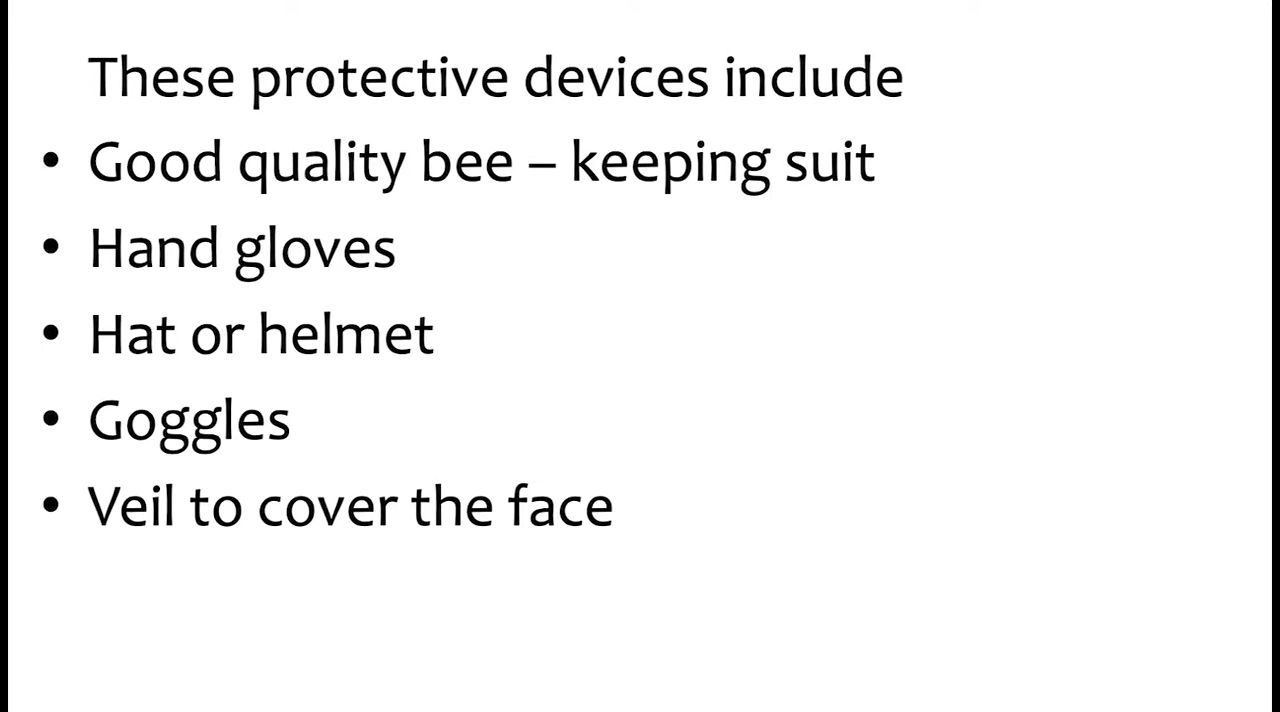 These protective devices include
• Good quality bee – keeping suit
• Hand gloves
• Hat or helmet
• Goggles
• Veil to cover the face